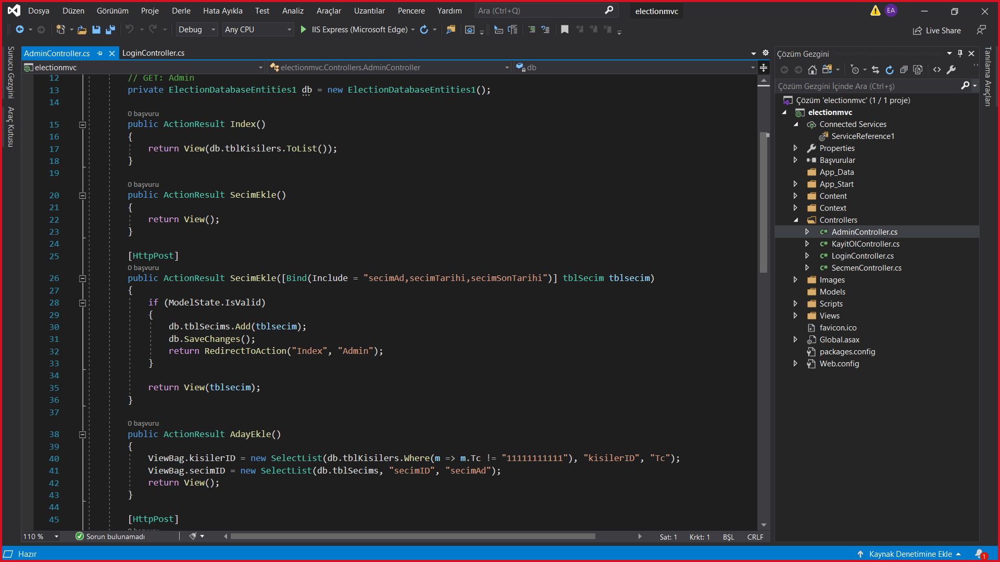 Dosya Düzen Görünüm Proje Derle Hata Ayıkla Test Analiz Araçlar Uzantılar Pencere Yardım Ara (Ctrl+Q) electionmvc EA
Debug Any CPU IIS Express (Microsoft Edge) Live Share
Sunucu Gezgini
Araç Kutusu
AdminController.cs LoginController.cs
electionmvc electionmvc.Controllers.AdminController db
12 // GET: Admin
13 private ElectionDatabaseEntities1 db = new ElectionDatabaseEntities1();
14
0 başvuru
15 public ActionResult Index()
16 {
17 return View(db.tblKisilers.ToList());
18 }
19
0 başvuru
20 public ActionResult SecimEkle()
21 {
22 return View();
23 }
24
25 [HttpPost]
0 başvuru
26 public ActionResult SecimEkle([Bind(Include = "secimAd,secimTarihi,secimSonTarihi")] tblSecim tblsecim)
27 {
28 if (ModelState.IsValid)
29 {
30 db.tblSecims.Add(tblsecim);
31 db.SaveChanges();
32 return RedirectToAction("Index", "Admin");
33 }
34
35 return View(tblsecim);
36 }
37
0 başvuru
38 public ActionResult AdayEkle()
39 {
40 ViewBag.kisilerID = new SelectList(db.tblKisilers.Where(m => m.Tc != "11111111111"), "kisilerID", "Tc");
41 ViewBag.secimID = new SelectList(db.tblSecims, "secimID", "secimAd");
42 return View();
43 }
44
45 [HttpPost]
110 % Sorun bulunamadı Sat: 1 Krkt: 1 BŞL CRLF
Çözüm Gezgini
Çözüm Gezgini İçinde Ara (Ctrl+ş)
Çözüm 'electionmvc' (1 / 1 proje)
electionmvc
Connected Services
ServiceReference1
Properties
Başvurular
App_Data
App_Start
Content
Context
Controllers
C# AdminController.cs
C# KayitOlController.cs
C# LoginController.cs
C# SecmenController.cs
Images
Models
Scripts
Views
favicon.ico
Global.asax
packages.config
Web.config
Tanılama Araçları
Hazır Kaynak Denetimine Ekle 1